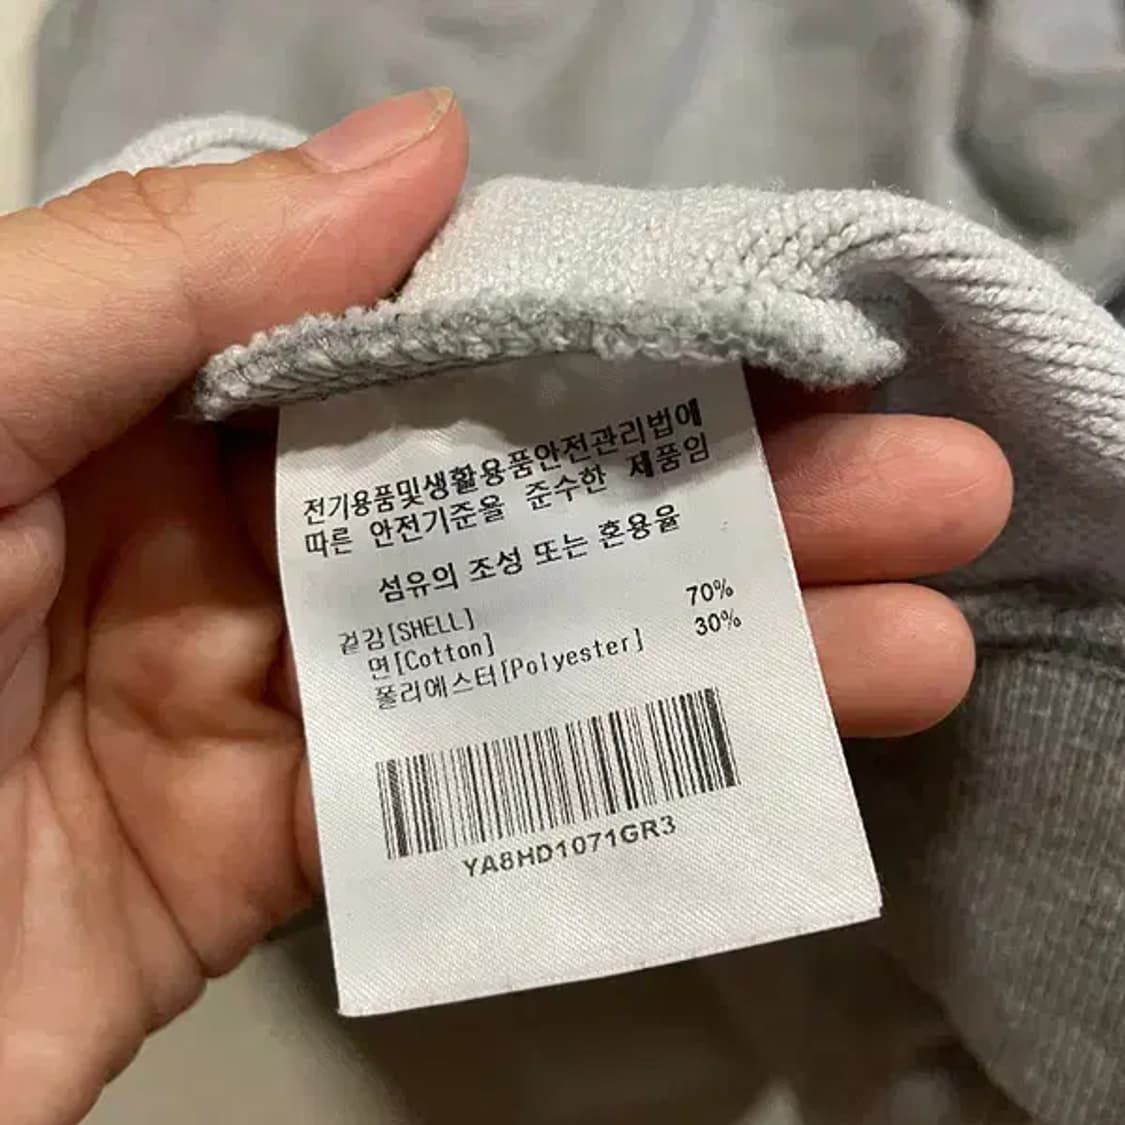 전기용품및생활용품안전관리법에
따른 안전기준을 준수한 제품임
섬유의 조성 또는 혼용율
겉감[SHELL]
면[Cotton] 70%
폴리에스터[Polyester] 30%
YA8HD1071GR3